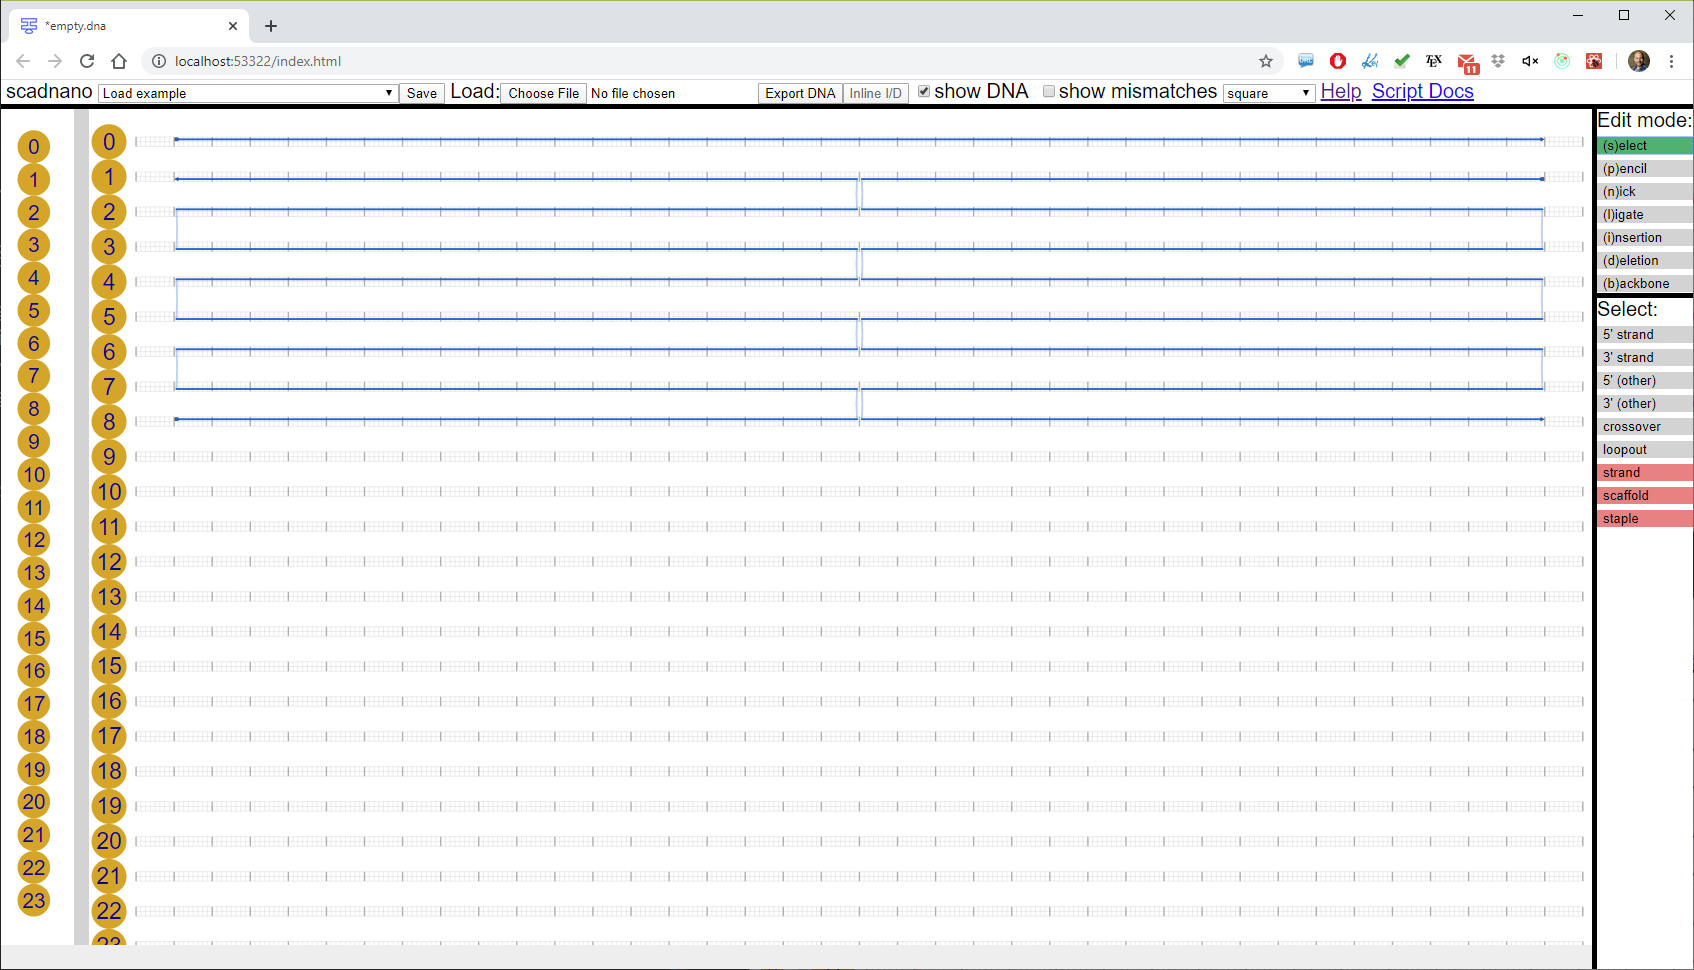 *empty.dna
localhost:53322/index.html
11
scadnano Load example Save Load: Choose File No file chosen Export DNA Inline I/D show DNA show mismatches square Help Script Docs
0
1
2
3
4
5
6
7
8
9
10
11
12
13
14
15
16
17
18
19
20
21
22
23
0
1
2
3
4
5
6
7
8
9
10
11
12
13
14
15
16
17
18
19
20
21
22
23
Edit mode:
(s)elect
(p)encil
(n)ick
(l)igate
(i)nsertion
(d)eletion
(b)ackbone
Select:
5' strand
3' strand
5' (other)
3' (other)
crossover
loopout
strand
scaffold
staple